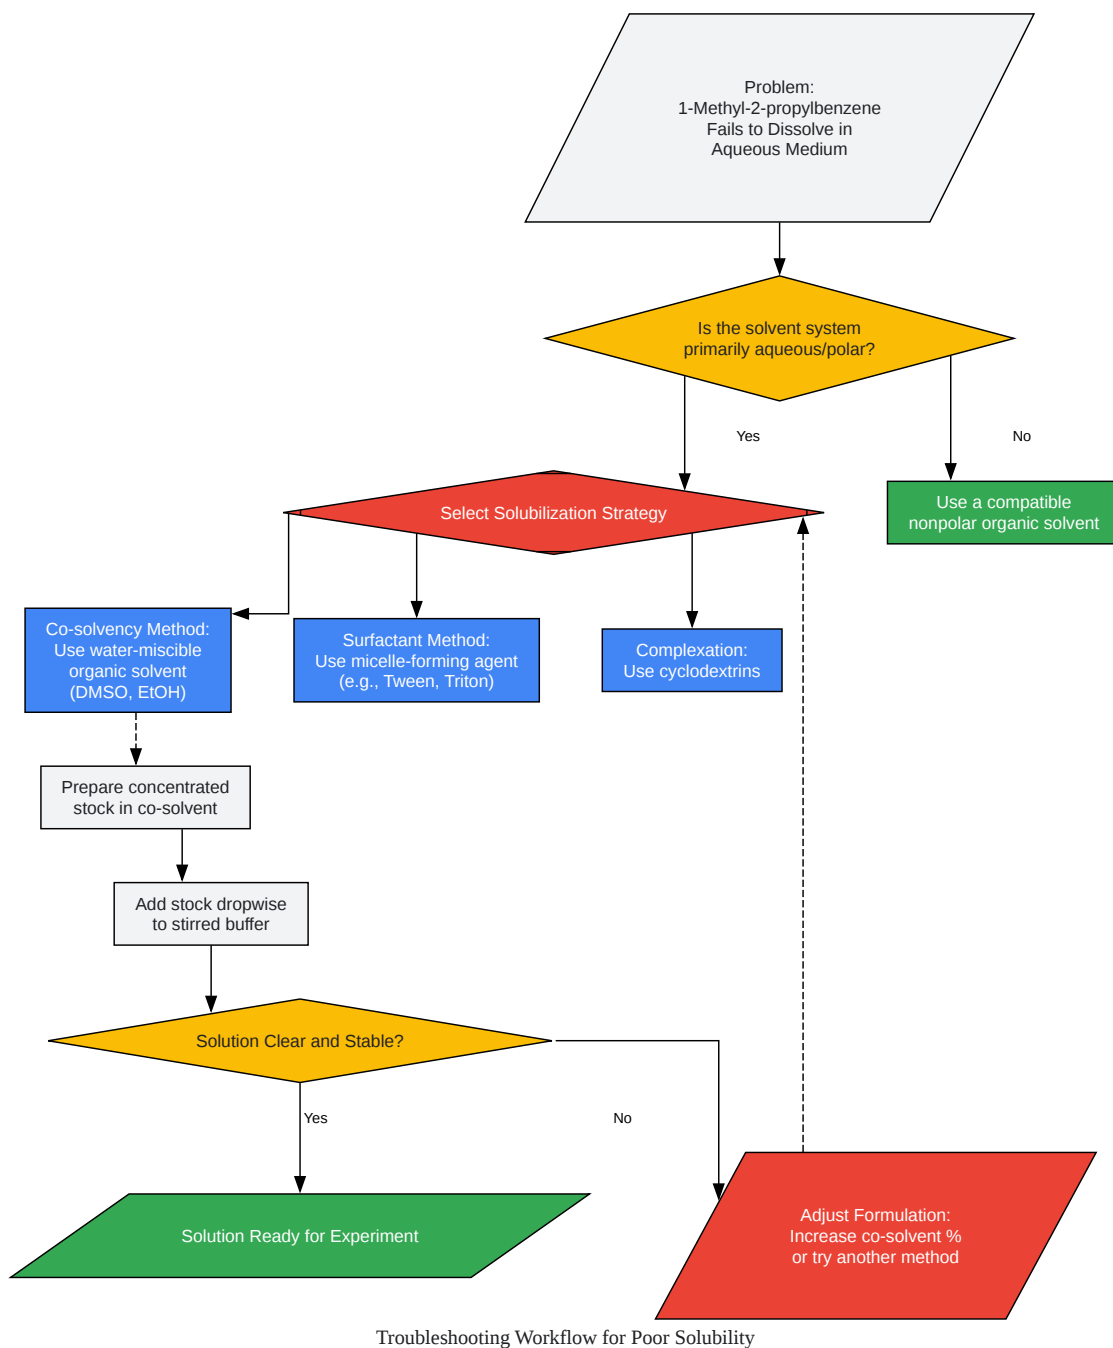 Problem:
1-Methyl-2-propylbenzene
Fails to Dissolve in
Aqueous Medium
Is the solvent system
primarily aqueous/polar?
Yes
No
Select Solubilization Strategy
Use a compatible
nonpolar organic solvent
Co-solvency Method:
Use water-miscible
organic solvent
(DMSO, EtOH)
Surfactant Method:
Use micelle-forming agent
(e.g., Tween, Triton)
Complexation:
Use cyclodextrins
Prepare concentrated
stock in co-solvent
Add stock dropwise
to stirred buffer
Solution Clear and Stable?
Yes
No
Solution Ready for Experiment
Adjust Formulation:
Increase co-solvent %
or try another method
Troubleshooting Workflow for Poor Solubility